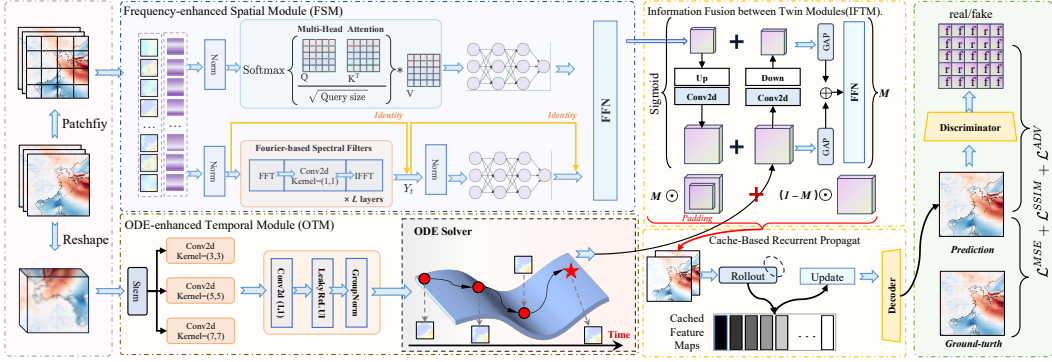 Patchfiy
Reshape
Frequency-enhanced Spatial Module (FSM)
Norm
Multi-Head Attention
Softmax
Q
K^T
√Query size
*
V
Identity
Identity
Norm
Fourier-based Spectral Filters
FFT
Conv2d
Kernel=(1,1)
IFFT
× L layers
Y_t
Norm
FFN
ODE-enhanced Temporal Module (OTM)
Stem
Conv2d
Kernel=(3,3)
Conv2d
Kernel=(5,5)
Conv2d
Kernel=(7,7)
Conv2d (1,1)
LeakyReLUI
GroupNorm
ODE Solver
Time
Information Fusion between Twin Modules(IFTM).
Sigmoid
+
Up
Conv2d
Down
Conv2d
+
GAP
GAP
FFN
M
M ⊙
Padding
+
(1 − M) ⊙
Cache-Based Recurrent Propagat
Rollout
Update
Decoder
Cached
Feature
Maps
real/fake
f r f r f
f r f r f
f r f r f
f r f r f
Discriminator
Prediction
Ground-turth
ℒ^MSE + ℒ^SSIM + ℒ^ADV